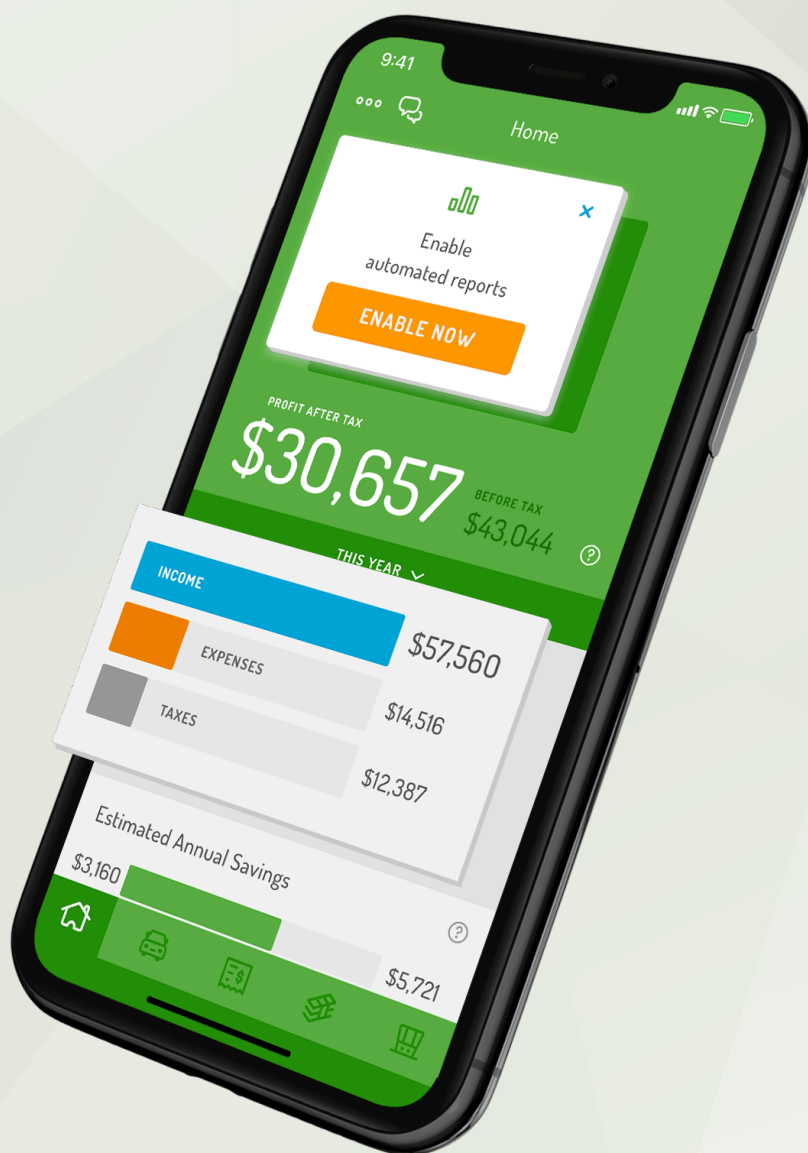 9:41
Home
Enable
automated reports
ENABLE NOW
PROFIT AFTER TAX
$30,657
BEFORE TAX
$43,044
?
THIS YEAR
INCOME
$57,560
EXPENSES
$14,516
TAXES
$12,387
Estimated Annual Savings
?
$3,160
$5,721
$